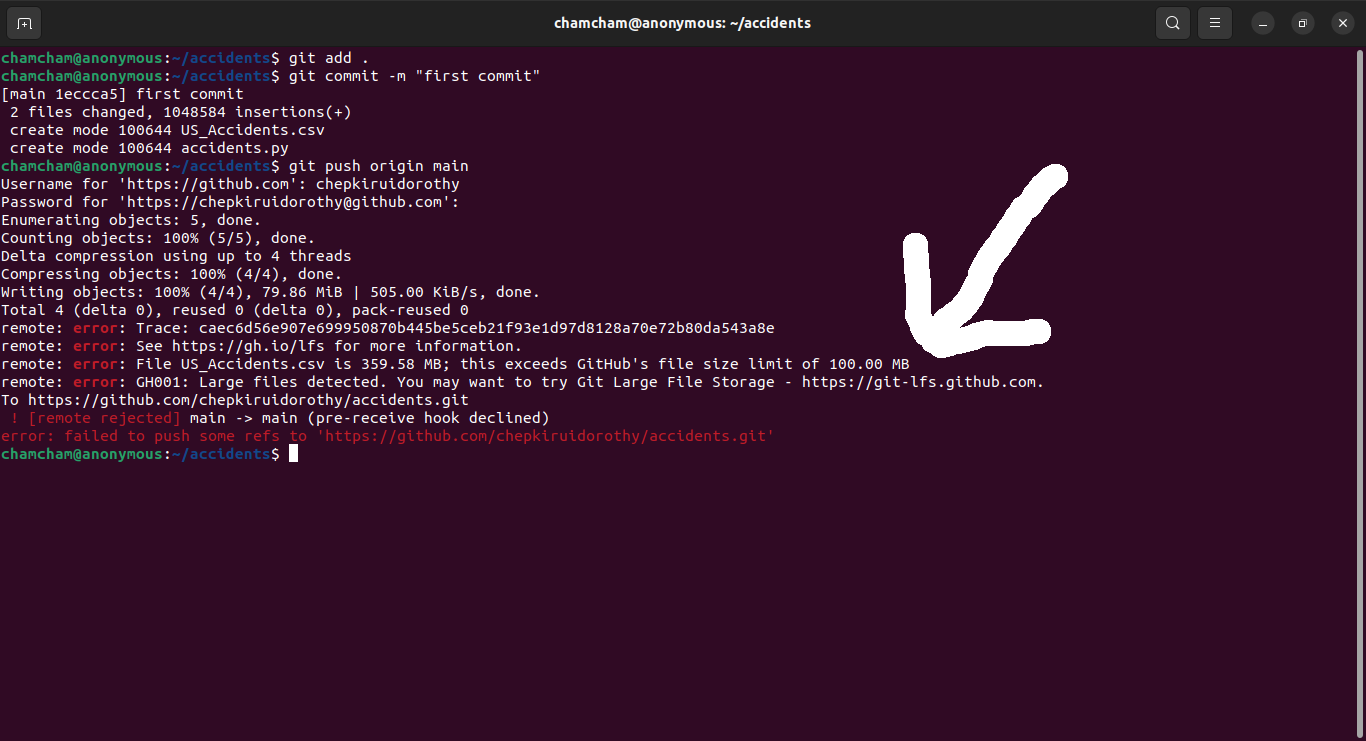 chamcham@anonymous: ~/accidents
chamcham@anonymous:~/accidents$ git add .
chamcham@anonymous:~/accidents$ git commit -m "first commit"
[main 1eccca5] first commit
 2 files changed, 1048584 insertions(+)
 create mode 100644 US_Accidents.csv
 create mode 100644 accidents.py
chamcham@anonymous:~/accidents$ git push origin main
Username for 'https://github.com': chepkiruidorothy
Password for 'https://chepkiruidorothy@github.com':
Enumerating objects: 5, done.
Counting objects: 100% (5/5), done.
Delta compression using up to 4 threads
Compressing objects: 100% (4/4), done.
Writing objects: 100% (4/4), 79.86 MiB | 505.00 KiB/s, done.
Total 4 (delta 0), reused 0 (delta 0), pack-reused 0
remote: error: Trace: caec6d56e907e699950870b445be5ceb21f93e1d97d8128a70e72b80da543a8e
remote: error: See https://gh.io/lfs for more information.
remote: error: File US_Accidents.csv is 359.58 MB; this exceeds GitHub's file size limit of 100.00 MB
remote: error: GH001: Large files detected. You may want to try Git Large File Storage - https://git-lfs.github.com.
To https://github.com/chepkiruidorothy/accidents.git
 ! [remote rejected] main -> main (pre-receive hook declined)
error: failed to push some refs to 'https://github.com/chepkiruidorothy/accidents.git'
chamcham@anonymous:~/accidents$